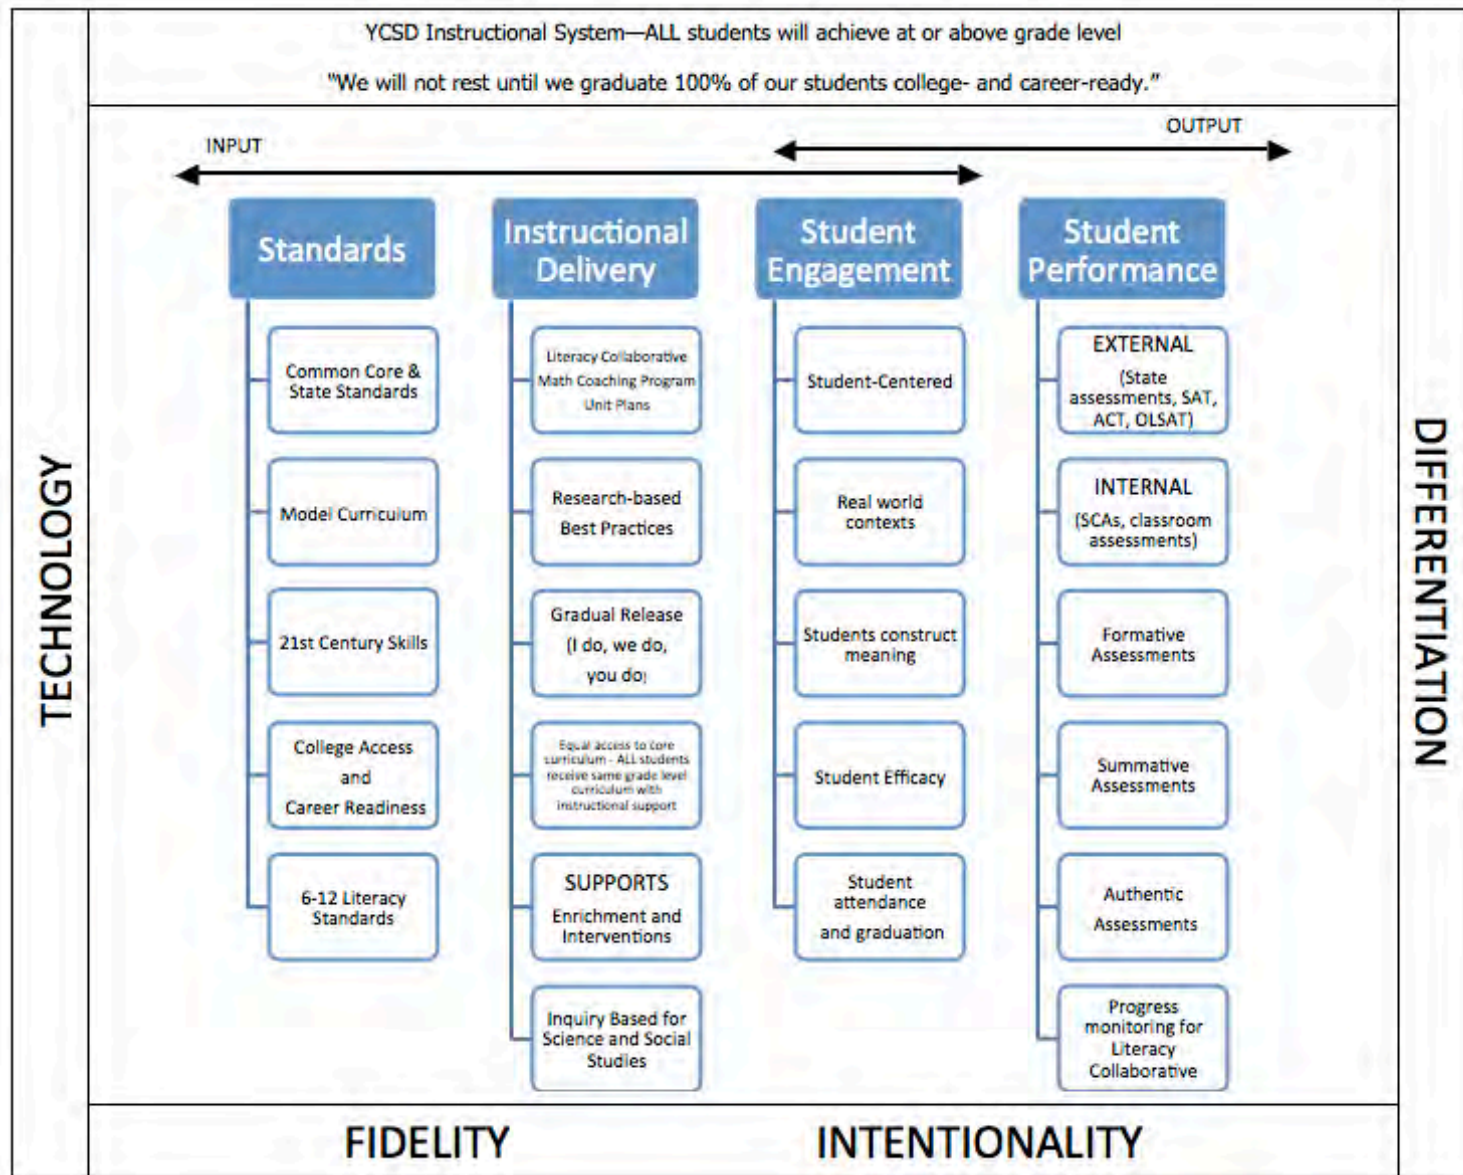 YCSD Instructional System—ALL students will achieve at or above grade level
"We will not rest until we graduate 100% of our students college- and career-ready."
INPUT
OUTPUT
TECHNOLOGY
Standards
Common Core &
State Standards
Model Curriculum
21st Century Skills
College Access
and
Career Readiness
6-12 Literacy
Standards
Instructional
Delivery
Literacy Collaborative
Math Coaching Program
Unit Plans
Research-based
Best Practices
Gradual Release
(I do, we do,
you do)
Equal access to core
curriculum - ALL students
receive same grade level
curriculum with
instructional support
SUPPORTS
Enrichment and
Interventions
Inquiry Based for
Science and Social
Studies
Student
Engagement
Student-Centered
Real world
contexts
Students construct
meaning
Student Efficacy
Student
attendance
and graduation
Student
Performance
EXTERNAL
(State
assessments, SAT,
ACT, OLSAT)
INTERNAL
(SCAs, classroom
assessments)
Formative
Assessments
Summative
Assessments
Authentic
Assessments
Progress
monitoring for
Literacy
Collaborative
DIFFERENTIATION
FIDELITY
INTENTIONALITY